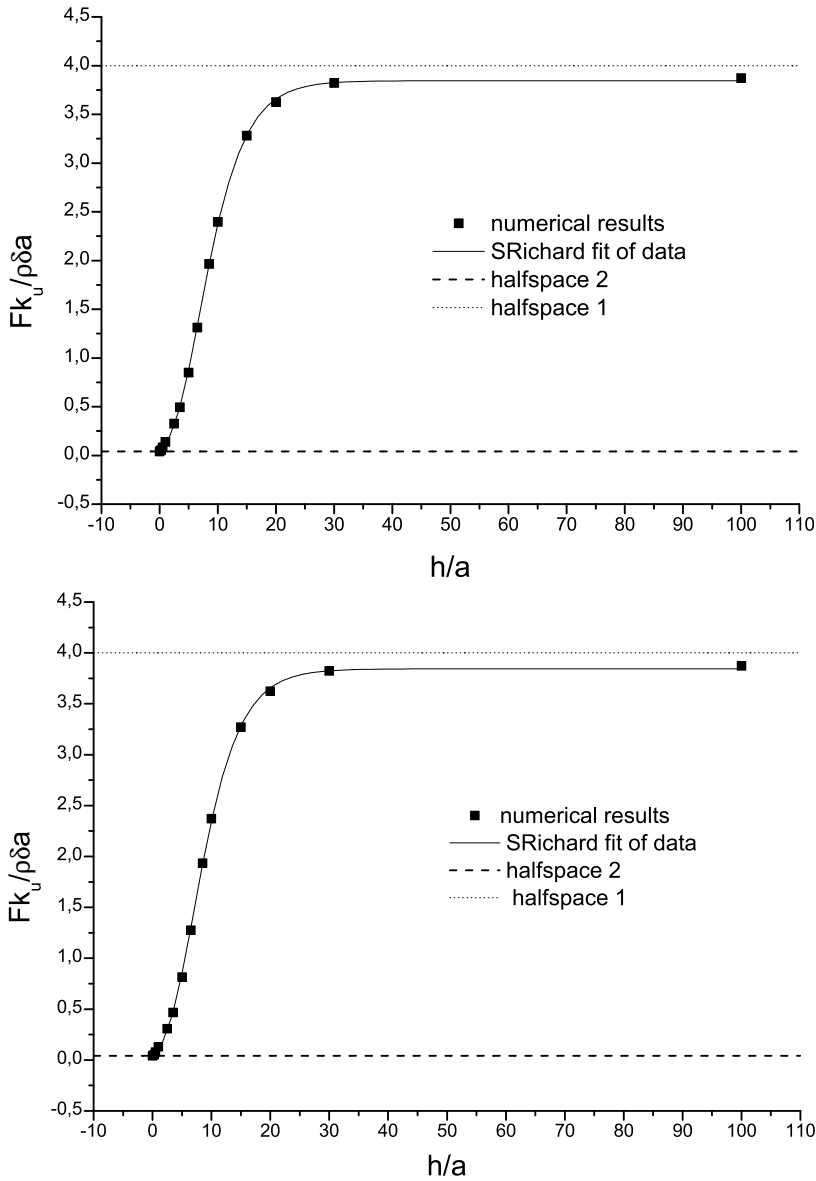 4,5
4,0
3,5
3,0
2,5
2,0
1,5
1,0
0,5
0,0
-0,5
Fkᵤ/ρδa
numerical results
SRichard fit of data
halfspace 2
halfspace 1
-10 0 10 20 30 40 50 60 70 80 90 100 110
h/a
4,5
4,0
3,5
3,0
2,5
2,0
1,5
1,0
0,5
0,0
-0,5
Fkᵤ/ρδa
numerical results
SRichard fit of data
halfspace 2
halfspace 1
-10 0 10 20 30 40 50 60 70 80 90 100 110
h/a